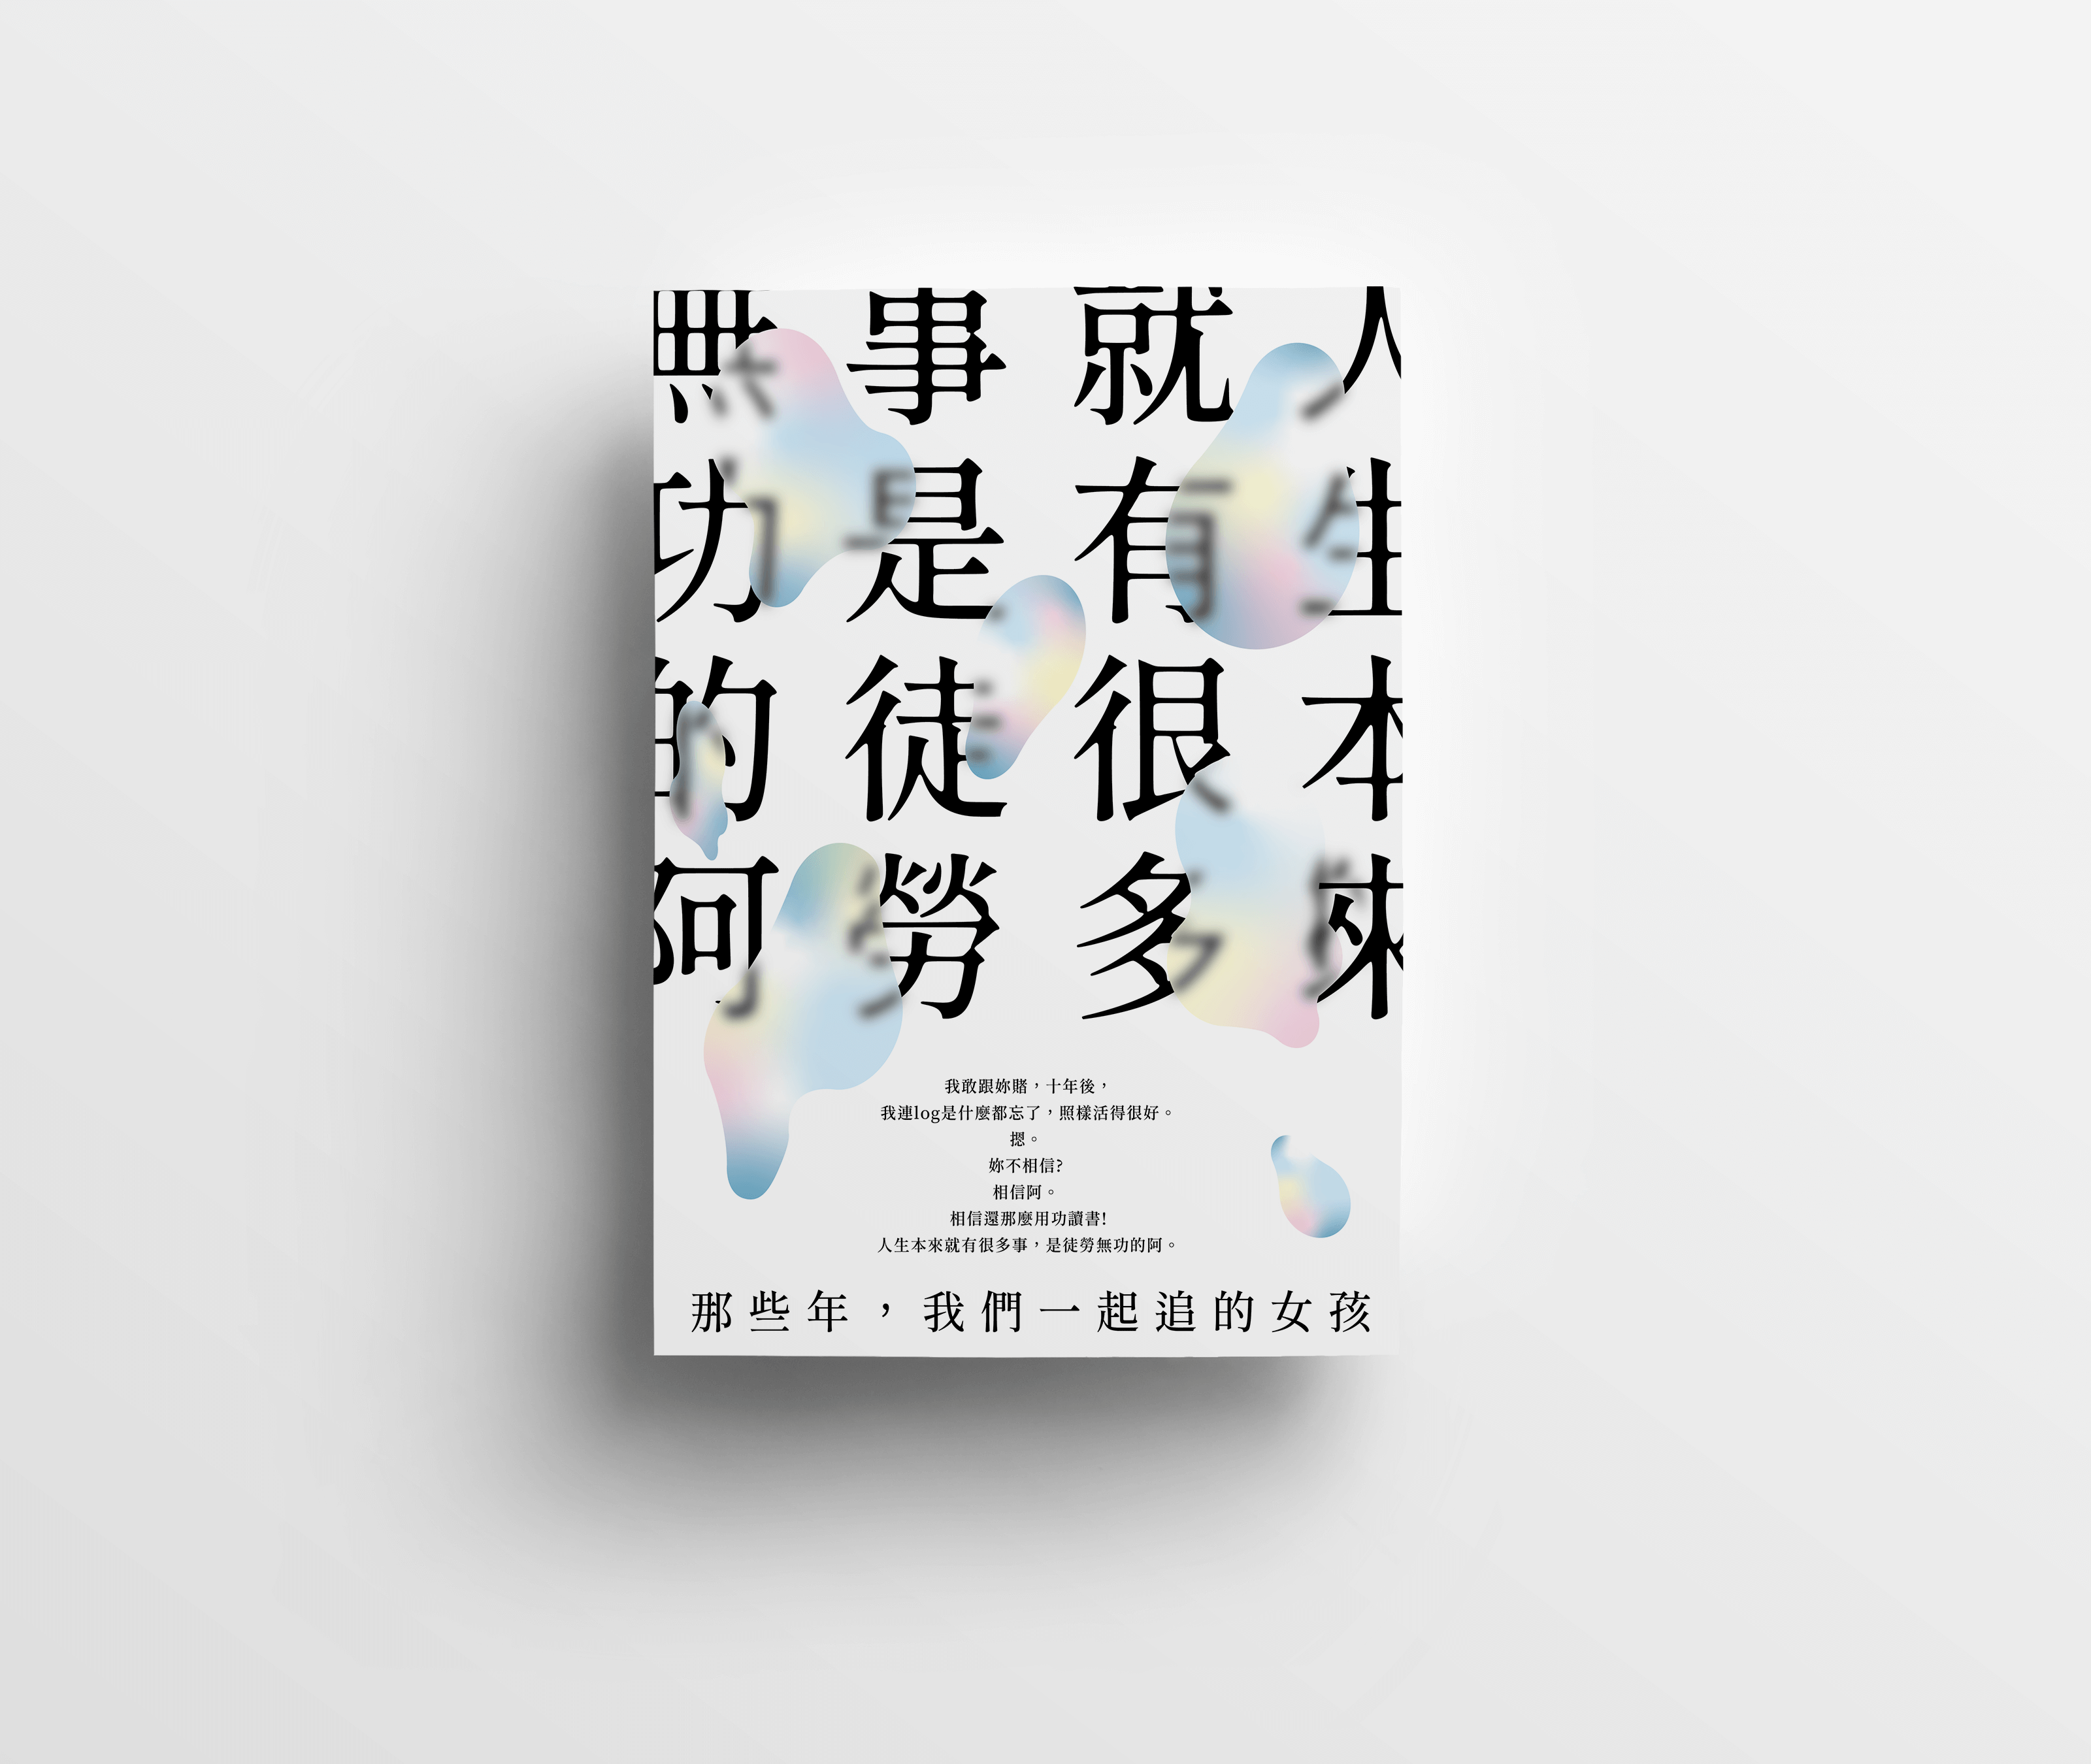 人生本來
就有很多
事是徒勞
無功的阿
我敢跟妳賭，十年後，
我連log是什麼都忘了，照樣活得很好。
摁。
妳不相信?
相信阿。
相信還那麼用功讀書!
人生本來就有很多事，是徒勞無功的阿。
那些年，我們一起追的女孩